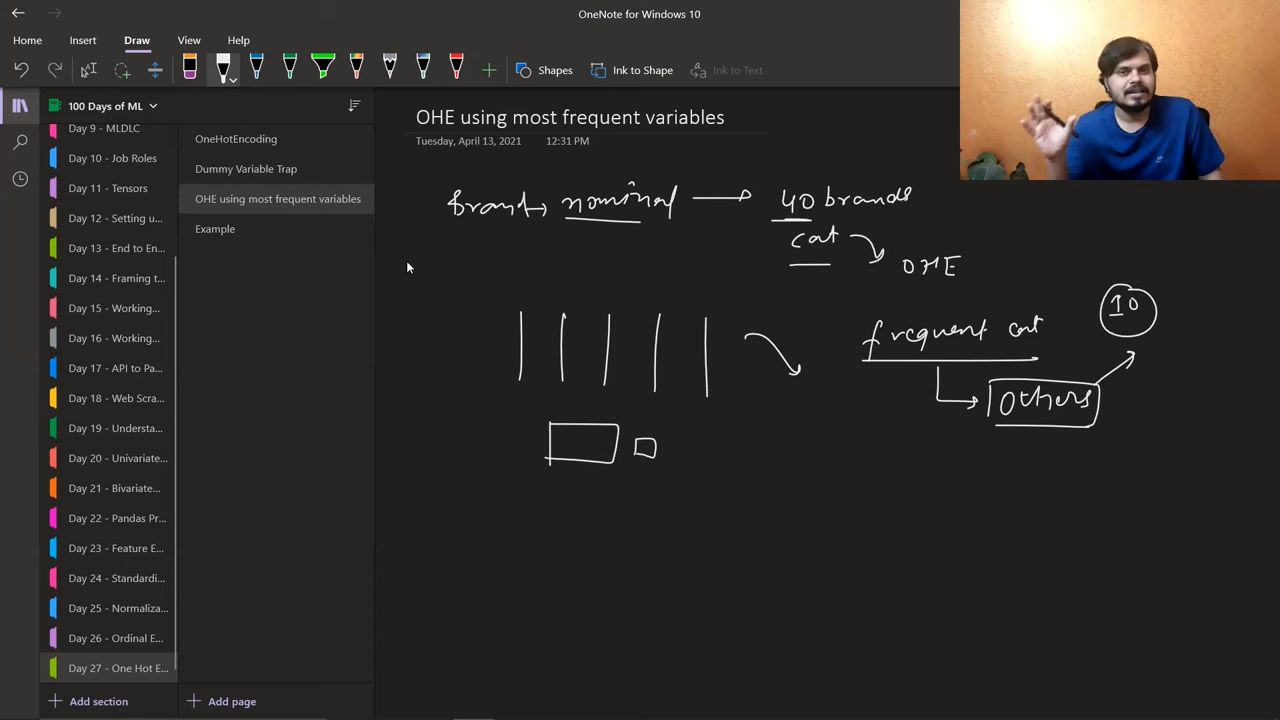 OneNote for Windows 10
Home Insert Draw View Help
Shapes Ink to Shape Ink to Text
100 Days of ML
Day 9 - MLDLC
Day 10 - Job Roles
Day 11 - Tensors
Day 12 - Setting u...
Day 13 - End to En...
Day 14 - Framing t...
Day 15 - Working...
Day 16 - Working...
Day 17 - API to Pa...
Day 18 - Web Scra...
Day 19 - Understa...
Day 20 - Univariate...
Day 21 - Bivariate...
Day 22 - Pandas Pr...
Day 23 - Feature E...
Day 24 - Standardi...
Day 25 - Normaliza...
Day 26 - Ordinal E...
Day 27 - One Hot E...
Add section
OneHotEncoding
Dummy Variable Trap
OHE using most frequent variables
Example
Add page
OHE using most frequent variables
Tuesday, April 13, 2021 12:31 PM
Brand → nominal → 40 brands
cat
OHE
frequent cat
10
Others